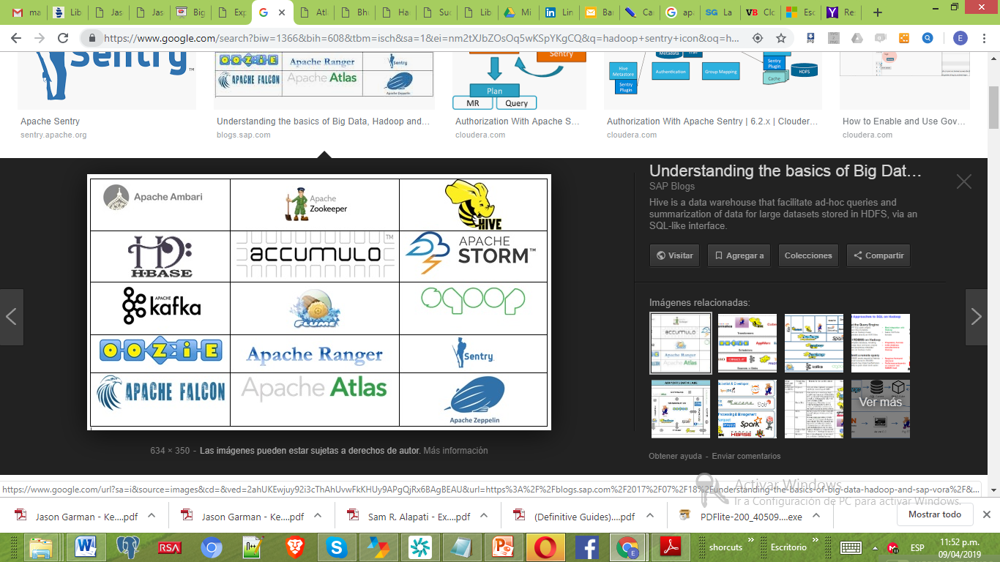 ma
Lib
Jas
Jas
Big
Exp
G
Atl
Bh
Ha
Suc
Lib
Mi
Lin
Ba
Ca
apa
La
Clo
Esc
Re
https://www.google.com/search?biw=1366&bih=608&tbm=isch&sa=1&ei=nm2tXJbZOsOq5wKSpYKgCQ&q=hadoop+sentry+icon&oq=h...
Sentry™
OOZIE Apache Ranger Sentry
APACHE FALCON Apache Atlas Apache Zeppelin
Sentry
Plan
MR Query
Metadata
Hive Metastore
Sentry Plugin
Authentication
Group Mapping
Sentry Plugin
Cache
HDFS
Apache Sentry
sentry.apache.org
Understanding the basics of Big Data, Hadoop and...
blogs.sap.com
Authorization With Apache S...
cloudera.com
Authorization With Apache Sentry | 6.2.x | Clouder...
cloudera.com
How to Enable and Use Gov...
cloudera.com
Apache Ambari
Apache Zookeeper
HIVE
HBASE
accumulo TM
APACHE STORM™
APACHE kafka
FLUME
sqoop
OOZIE
Apache Ranger
Sentry
APACHE FALCON
Apache Atlas
Apache Zeppelin
634 × 350 - Las imágenes pueden estar sujetas a derechos de autor. Más información
Understanding the basics of Big Dat...
SAP Blogs
Hive is a data warehouse that facilitate ad-hoc queries and
summarization of data for large datasets stored in HDFS, via an
SQL-like interface.
Visitar
Agregar a
Colecciones
Compartir
Imágenes relacionadas:
Ver más
Obtener ayuda - Enviar comentarios
https://www.google.com/url?sa=i&source=images&cd=&ved=2ahUKEwjuy92i3cThAhUvwFkKHUy9APgQjRx6BAgBEAU&url=https%3A%2F%2Fblogs.sap.com%2F2017%2F07%2F18%2Funderstanding-the-basics-of-big-data-hadoop-and-sap-vora%2F&...
Activar Windows
Ir a Configuración de PC para activar Windows.
Jason Garman - Ke....pdf
Jason Garman - Ke....pdf
Sam R. Alapati - Ex....pdf
(Definitive Guides)....pdf
PDFlite-200_40509....exe
Mostrar todo
RSA
shorcuts
Escritorio
ESP
11:52 p.m.
09/04/2019